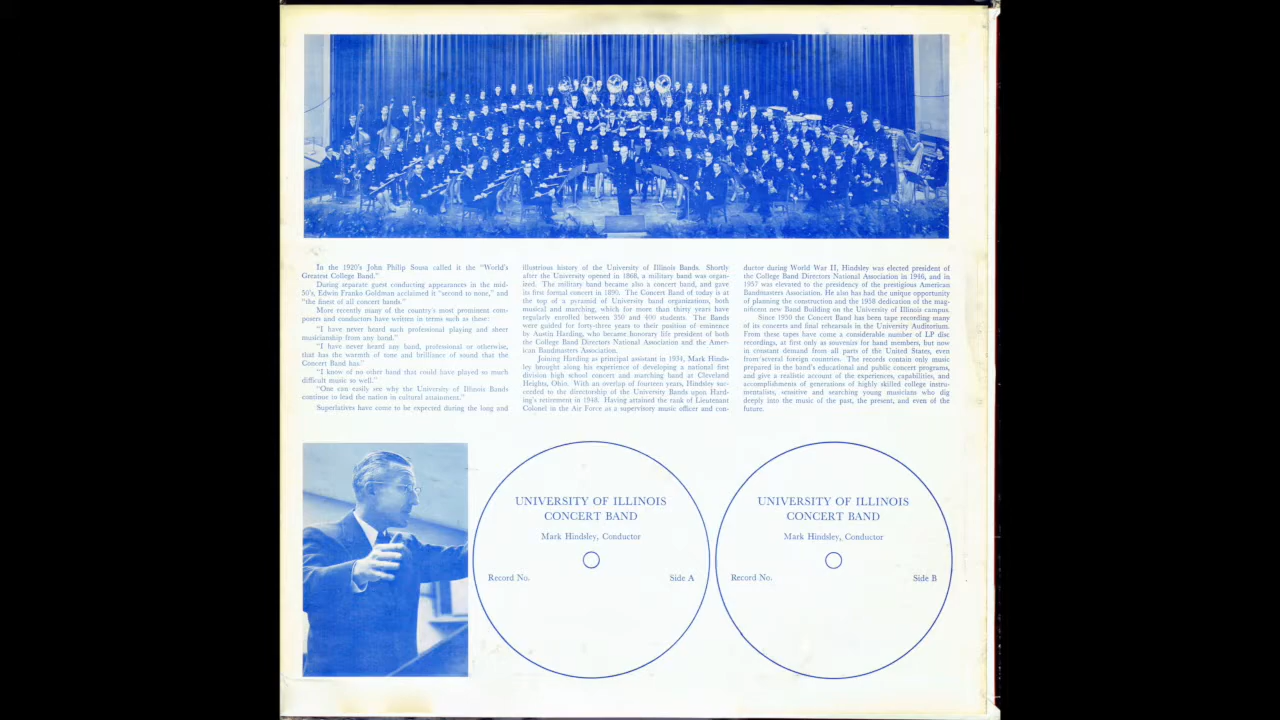 In the 1920's John Philip Sousa called it the "World's
Greatest College Band."
During separate guest conducting appearances in the mid-
50's, Edwin Franko Goldman acclaimed it "second to none," and
"the finest of all concert bands."
More recently many of the country's most prominent com-
posers and conductors have written in terms such as these:
"I have never heard such professional playing and sheer
musicianship from any band."
"I have never heard any band, professional or otherwise,
that has the warmth of tone and brilliance of sound that the
Concert Band has."
"I know of no other band that could have played so much
difficult music as well."
"One can easily see why the University of Illinois Bands
continue to lead the nation in cultural attainment."
Superlatives have come to be expected during the long and
illustrious history of the University of Illinois Bands. Shortly
after the University opened in 1868, a military band was organ-
ized. The military band became also a concert band, and gave
its first formal concert in 1890. The Concert Band of today is at
the top of a pyramid of University band organizations, both
musical and marching, which for more than thirty years have
regularly enrolled between 350 and 400 students. The Bands
were guided for forty-three years to their position of eminence
by Austin Harding, who became honorary life president of both
the College Band Directors National Association and the Amer-
ican Bandmasters Association.
Joining Harding as principal assistant in 1934, Mark Hinds-
ley brought along his experience of developing a national first
division high school concert and marching band at Cleveland
Heights, Ohio. With an overlap of fourteen years, Hindsley suc-
ceeded to the directorship of the University Bands upon Hard-
ing's retirement in 1948. Having attained the rank of Lieutenant
Colonel in the Air Force as a supervisory music officer and con-
ductor during World War II, Hindsley was elected president of
the College Band Directors National Association in 1946, and in
1957 was elevated to the presidency of the prestigious American
Bandmasters Association. He also has had the unique opportunity
of planning the construction and the 1958 dedication of the mag-
nificent new Band Building on the University of Illinois campus.
Since 1950 the Concert Band has been tape recording many
of its concerts and final rehearsals in the University Auditorium.
From these tapes have come a considerable number of LP disc
recordings, at first only as souvenirs for band members, but now
in constant demand from all parts of the United States, even
from several foreign countries. The records contain only music
prepared in the band's educational and public concert programs,
and give a realistic account of the experiences, capabilities, and
accomplishments of generations of highly skilled college instru-
mentalists, sensitive and searching young musicians who dig
deeply into the music of the past, the present, and even of the
future.
UNIVERSITY OF ILLINOIS
CONCERT BAND
Mark Hindsley, Conductor
Record No.
Side A
UNIVERSITY OF ILLINOIS
CONCERT BAND
Mark Hindsley, Conductor
Record No.
Side B